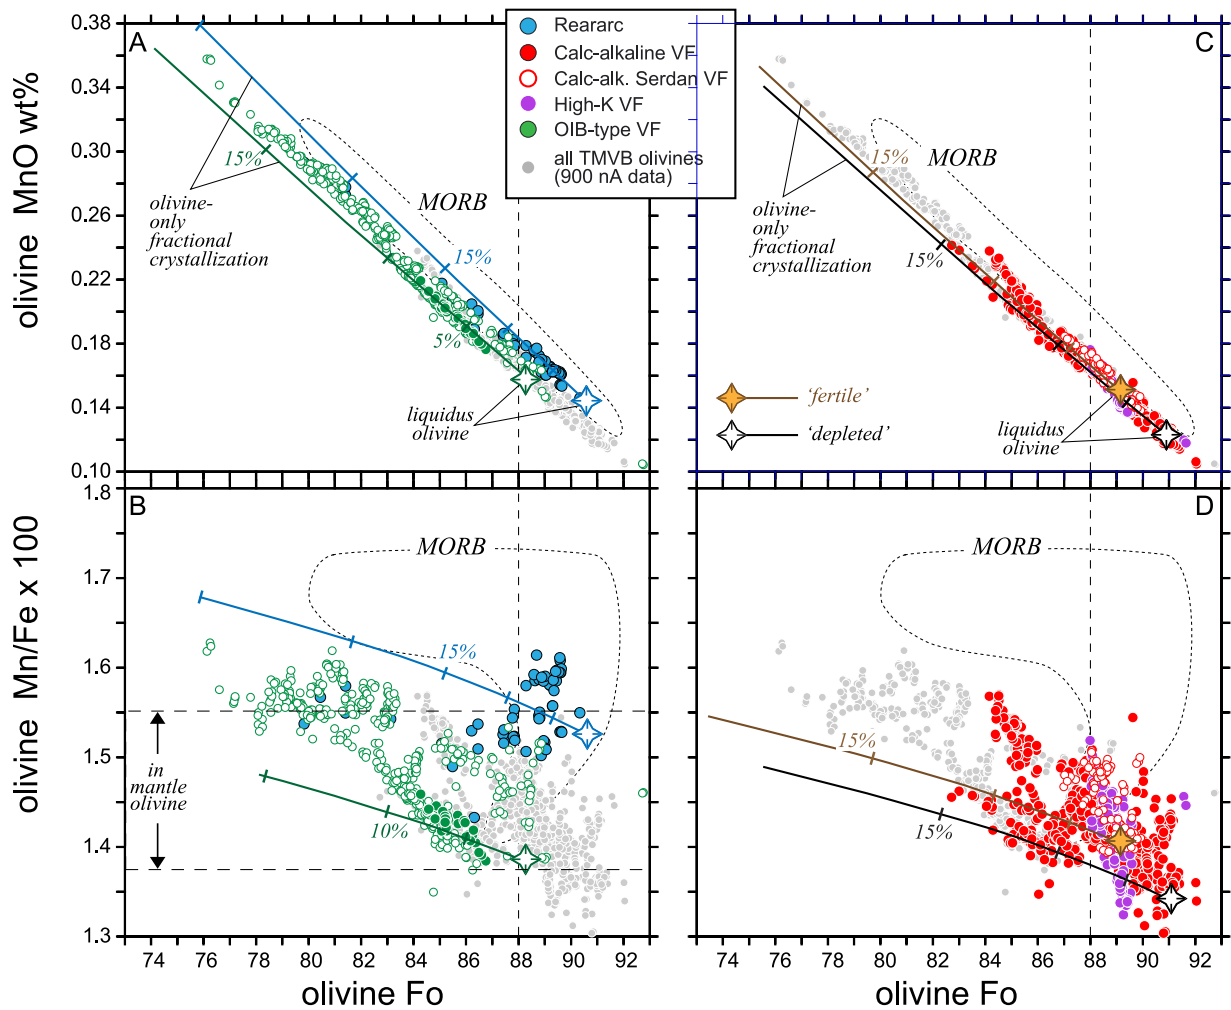 olivine MnO wt%
0.38
0.34
0.30
0.26
0.22
0.18
0.14
0.10
A
15%
olivine-
only
fractional
crystallization
MORB
15%
5%
liquidus
olivine
Reararc
Calc-alkaline VF
Calc-alk. Serdan VF
High-K VF
OIB-type VF
all TMVB olivines
(900 nA data)
C
MORB
15%
olivine-
only
fractional
crystallization
15%
'fertile'
'depleted'
liquidus
olivine
olivine Mn/Fe x 100
1.8
1.7
1.6
1.5
1.4
1.3
B
MORB
15%
in
mantle
olivine
10%
74 76 78 80 82 84 86 88 90 92
olivine Fo
D
MORB
15%
15%
74 76 78 80 82 84 86 88 90 92
olivine Fo